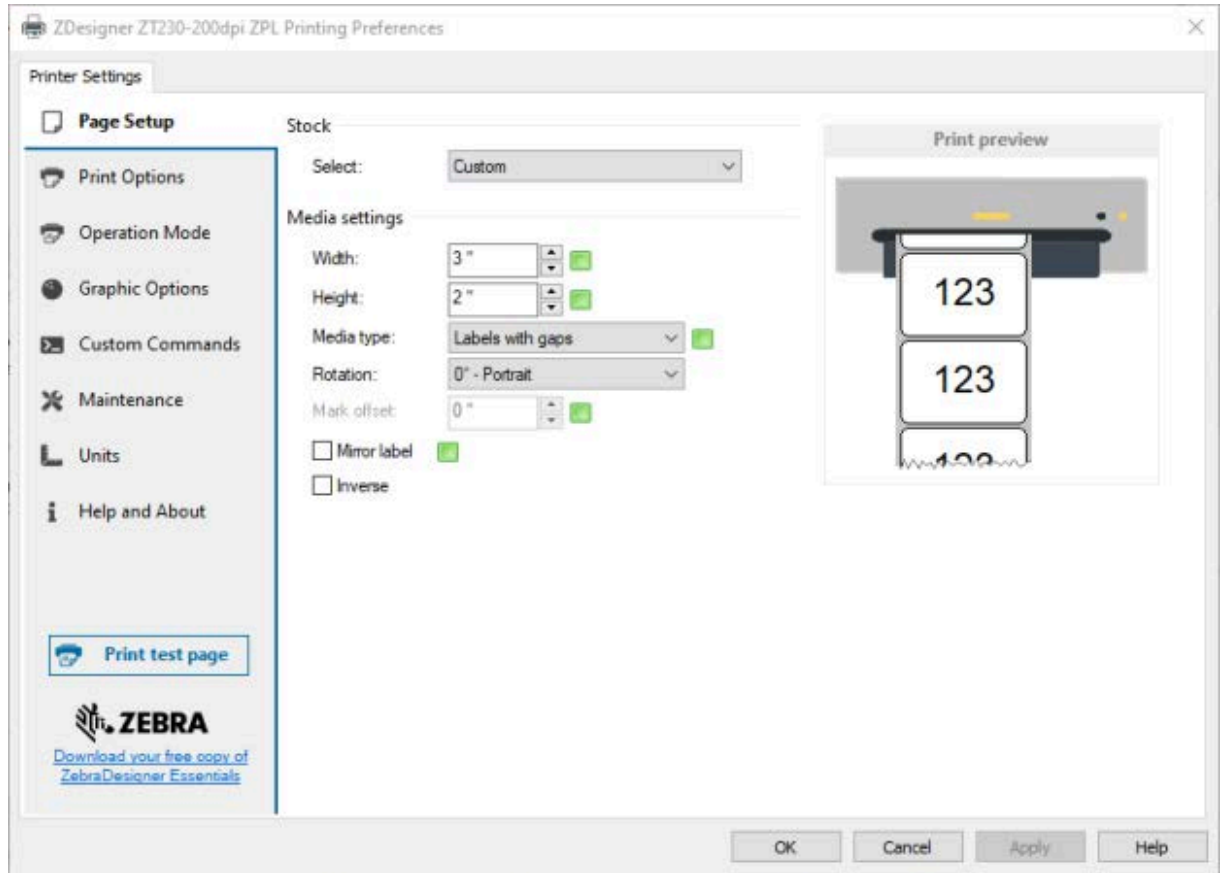 ZDesigner ZT230-200dpi ZPL Printing Preferences
Printer Settings
Page Setup
Print Options
Operation Mode
Graphic Options
Custom Commands
Maintenance
Units
Help and About
Print test page
ZEBRA
Download your free copy of
ZebraDesigner Essentials
Stock
Select: Custom
Media settings
Width: 3 "
Height: 2 "
Media type: Labels with gaps
Rotation: 0° - Portrait
Mark offset: 0 "
Mirror label
Inverse
Print preview
123
123
123
OK Cancel Apply Help